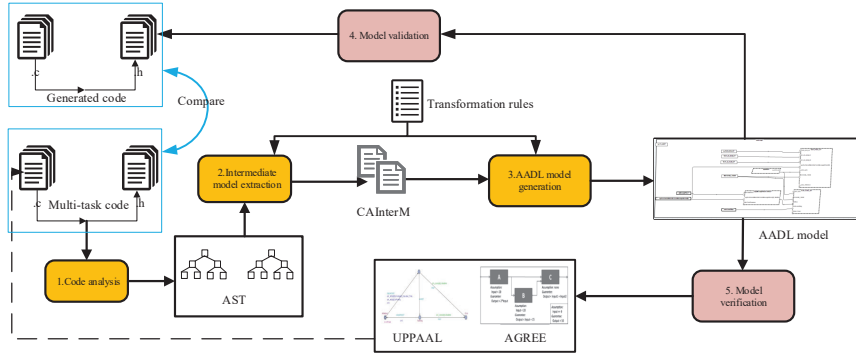 4. Model validation
.c
.h
Generated code
Compare
Transformation rules
2.Intermediate
model extraction
3.AADL model
generation
CAInterM
.c
.h
Multi-task code
AADL model
1.Code analysis
AST
A
C
B
UPPAAL
AGREE
5. Model
verification